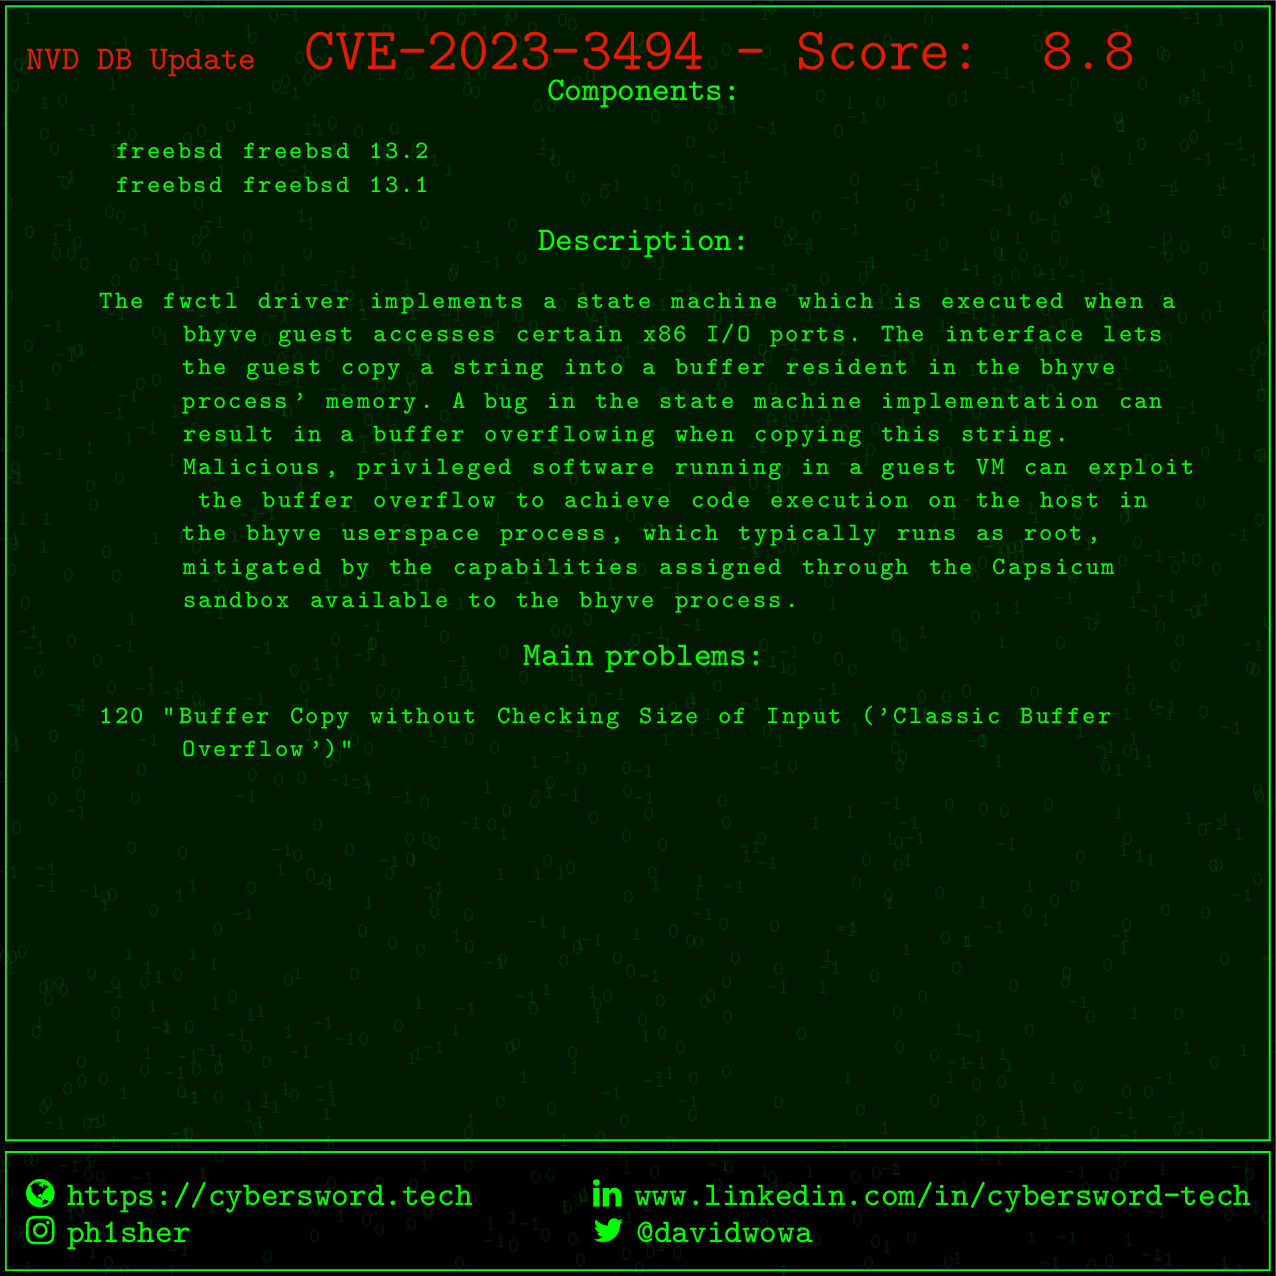 NVD DB Update CVE-2023-3494 - Score: 8.8
Components:
freebsd freebsd 13.2
freebsd freebsd 13.1
Description:
The fwctl driver implements a state machine which is executed when a
bhyve guest accesses certain x86 I/O ports. The interface lets
the guest copy a string into a buffer resident in the bhyve
process' memory. A bug in the state machine implementation can
result in a buffer overflowing when copying this string.
Malicious, privileged software running in a guest VM can exploit
the buffer overflow to achieve code execution on the host in
the bhyve userspace process, which typically runs as root,
mitigated by the capabilities assigned through the Capsicum
sandbox available to the bhyve process.
Main problems:
120 "Buffer Copy without Checking Size of Input ('Classic Buffer
Overflow')"
https://cybersword.tech www.linkedin.com/in/cybersword-tech
ph1sher @davidwowa